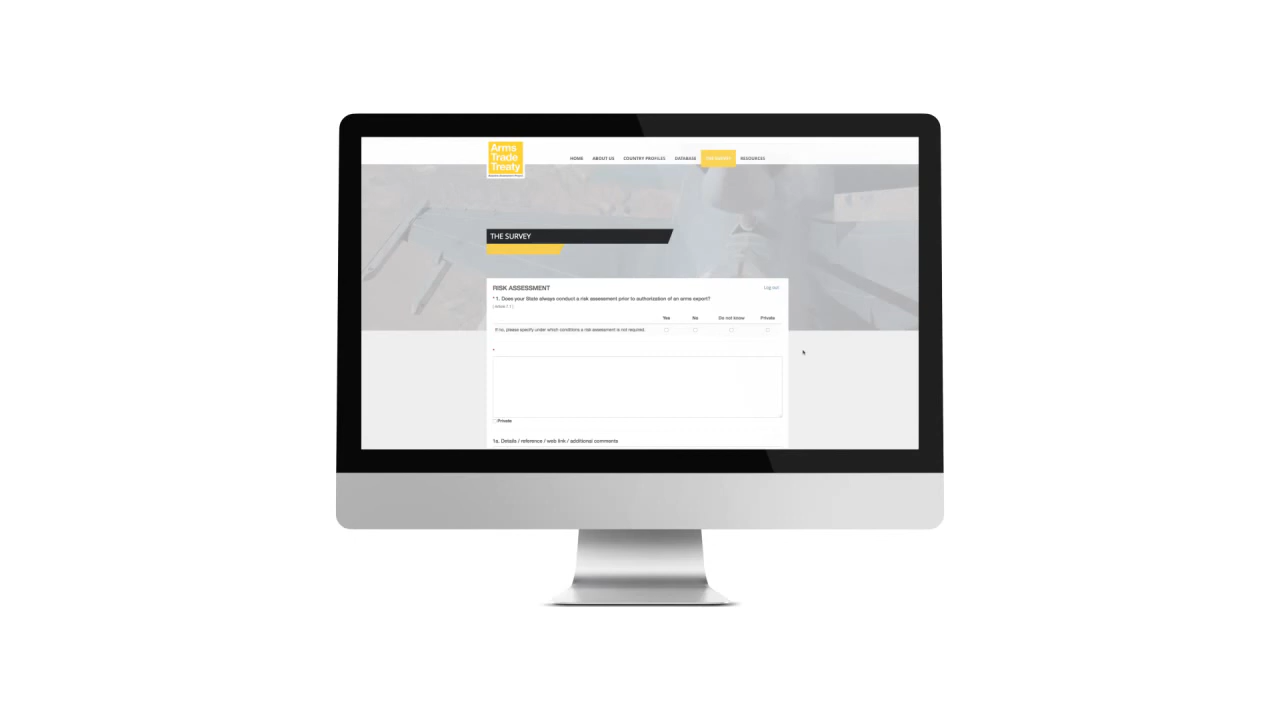 Arms
Trade
Treaty
HOME ABOUT US COUNTRY PROFILES DATABASE THE SURVEY RESOURCES
THE SURVEY
RISK ASSESSMENT Log out
* 1. Does your State always conduct a risk assessment prior to authorization of an arms export?
Yes No Do not know Private
If no, please specify under which conditions a risk assessment is not required.
*
Private
1a. Details / reference / web link / additional comments